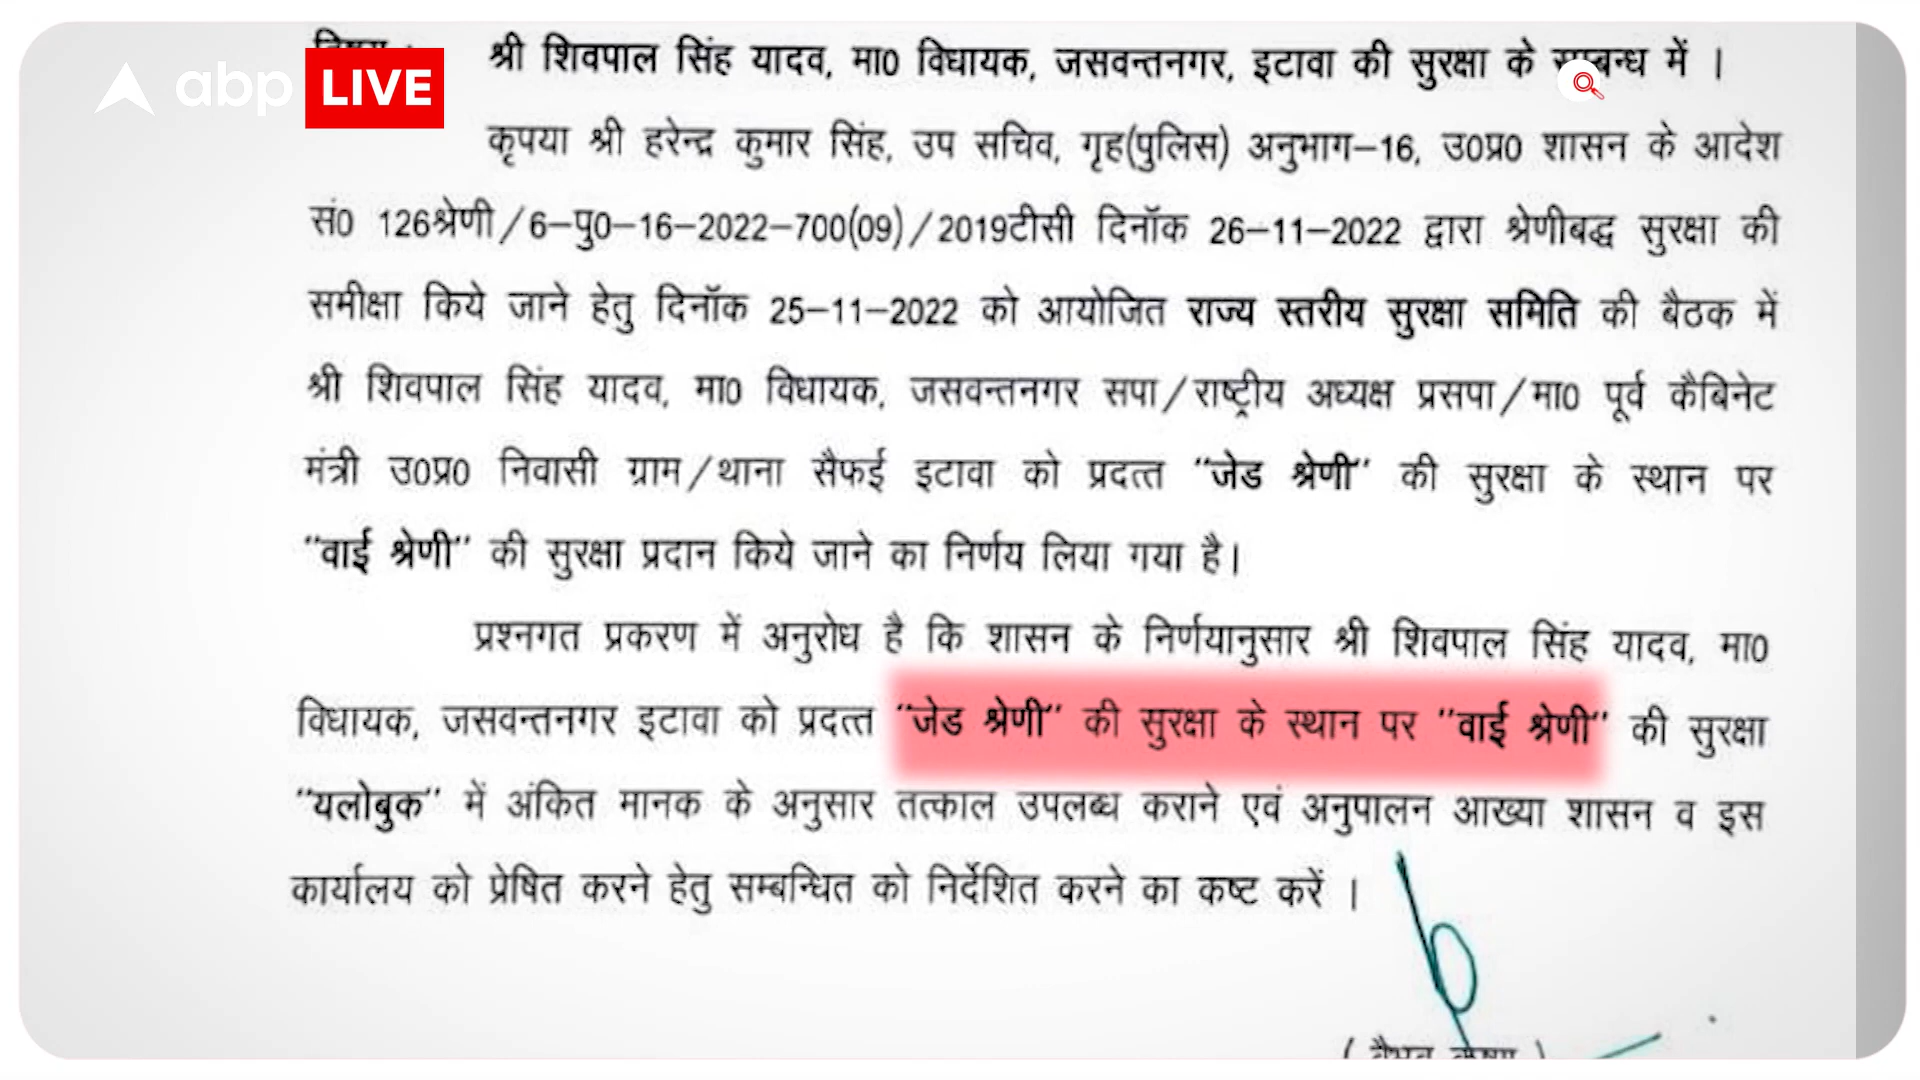 abp LIVE
श्री शिवपाल सिंह यादव, मा0 विधायक, जसवन्तनगर, इटावा की सुरक्षा के सम्बन्ध में ।
कृपया श्री हरेन्द्र कुमार सिंह, उप सचिव, गृह(पुलिस) अनुभाग-16, उ0प्र0 शासन के आदेश
सं0 126श्रेणी/6-पु0-16-2022-700(09)/2019टीसी दिनॉक 26-11-2022 द्वारा श्रेणीबद्ध सुरक्षा की
समीक्षा किये जाने हेतु दिनॉक 25-11-2022 को आयोजित राज्य स्तरीय सुरक्षा समिति की बैठक में
श्री शिवपाल सिंह यादव, मा0 विधायक, जसवन्तनगर सपा/राष्ट्रीय अध्यक्ष प्रसपा/मा0 पूर्व कैबिनेट
मंत्री उ0प्र0 निवासी ग्राम/थाना सैफई इटावा को प्रदत्त "जेड श्रेणी" की सुरक्षा के स्थान पर
"वाई श्रेणी" की सुरक्षा प्रदान किये जाने का निर्णय लिया गया है।
प्रश्नगत प्रकरण में अनुरोध है कि शासन के निर्णयानुसार श्री शिवपाल सिंह यादव, मा0
विधायक, जसवन्तनगर इटावा को प्रदत्त "जेड श्रेणी" की सुरक्षा के स्थान पर "वाई श्रेणी" की सुरक्षा
"यलोबुक" में अंकित मानक के अनुसार तत्काल उपलब्ध कराने एवं अनुपालन आख्या शासन व इस
कार्यालय को प्रेषित करने हेतु सम्बन्धित को निर्देशित करने का कष्ट करें ।